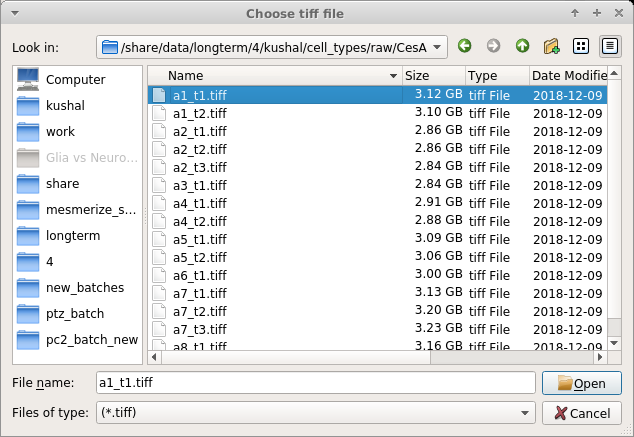 Choose tiff file
Look in: /share/data/longterm/4/kushal/cell_types/raw/CesA
Computer
kushal
work
Glia vs Neuro...
share
mesmerize_s...
longterm
4
new_batches
ptz_batch
pc2_batch_new
Name Size Type Date Modifie
a1_t1.tiff 3.12 GB tiff File 2018-12-09
a1_t2.tiff 3.10 GB tiff File 2018-12-09
a2_t1.tiff 2.86 GB tiff File 2018-12-09
a2_t2.tiff 2.86 GB tiff File 2018-12-09
a2_t3.tiff 2.84 GB tiff File 2018-12-09
a3_t1.tiff 2.84 GB tiff File 2018-12-09
a4_t1.tiff 2.91 GB tiff File 2018-12-09
a4_t2.tiff 2.88 GB tiff File 2018-12-09
a5_t1.tiff 3.09 GB tiff File 2018-12-09
a5_t2.tiff 3.06 GB tiff File 2018-12-09
a6_t1.tiff 3.00 GB tiff File 2018-12-09
a7_t1.tiff 3.13 GB tiff File 2018-12-09
a7_t2.tiff 3.20 GB tiff File 2018-12-09
a7_t3.tiff 3.23 GB tiff File 2018-12-09
a8_t1.tiff 3.16 GB tiff File 2018-12-09
File name: a1_t1.tiff Open
Files of type: (*.tiff) Cancel